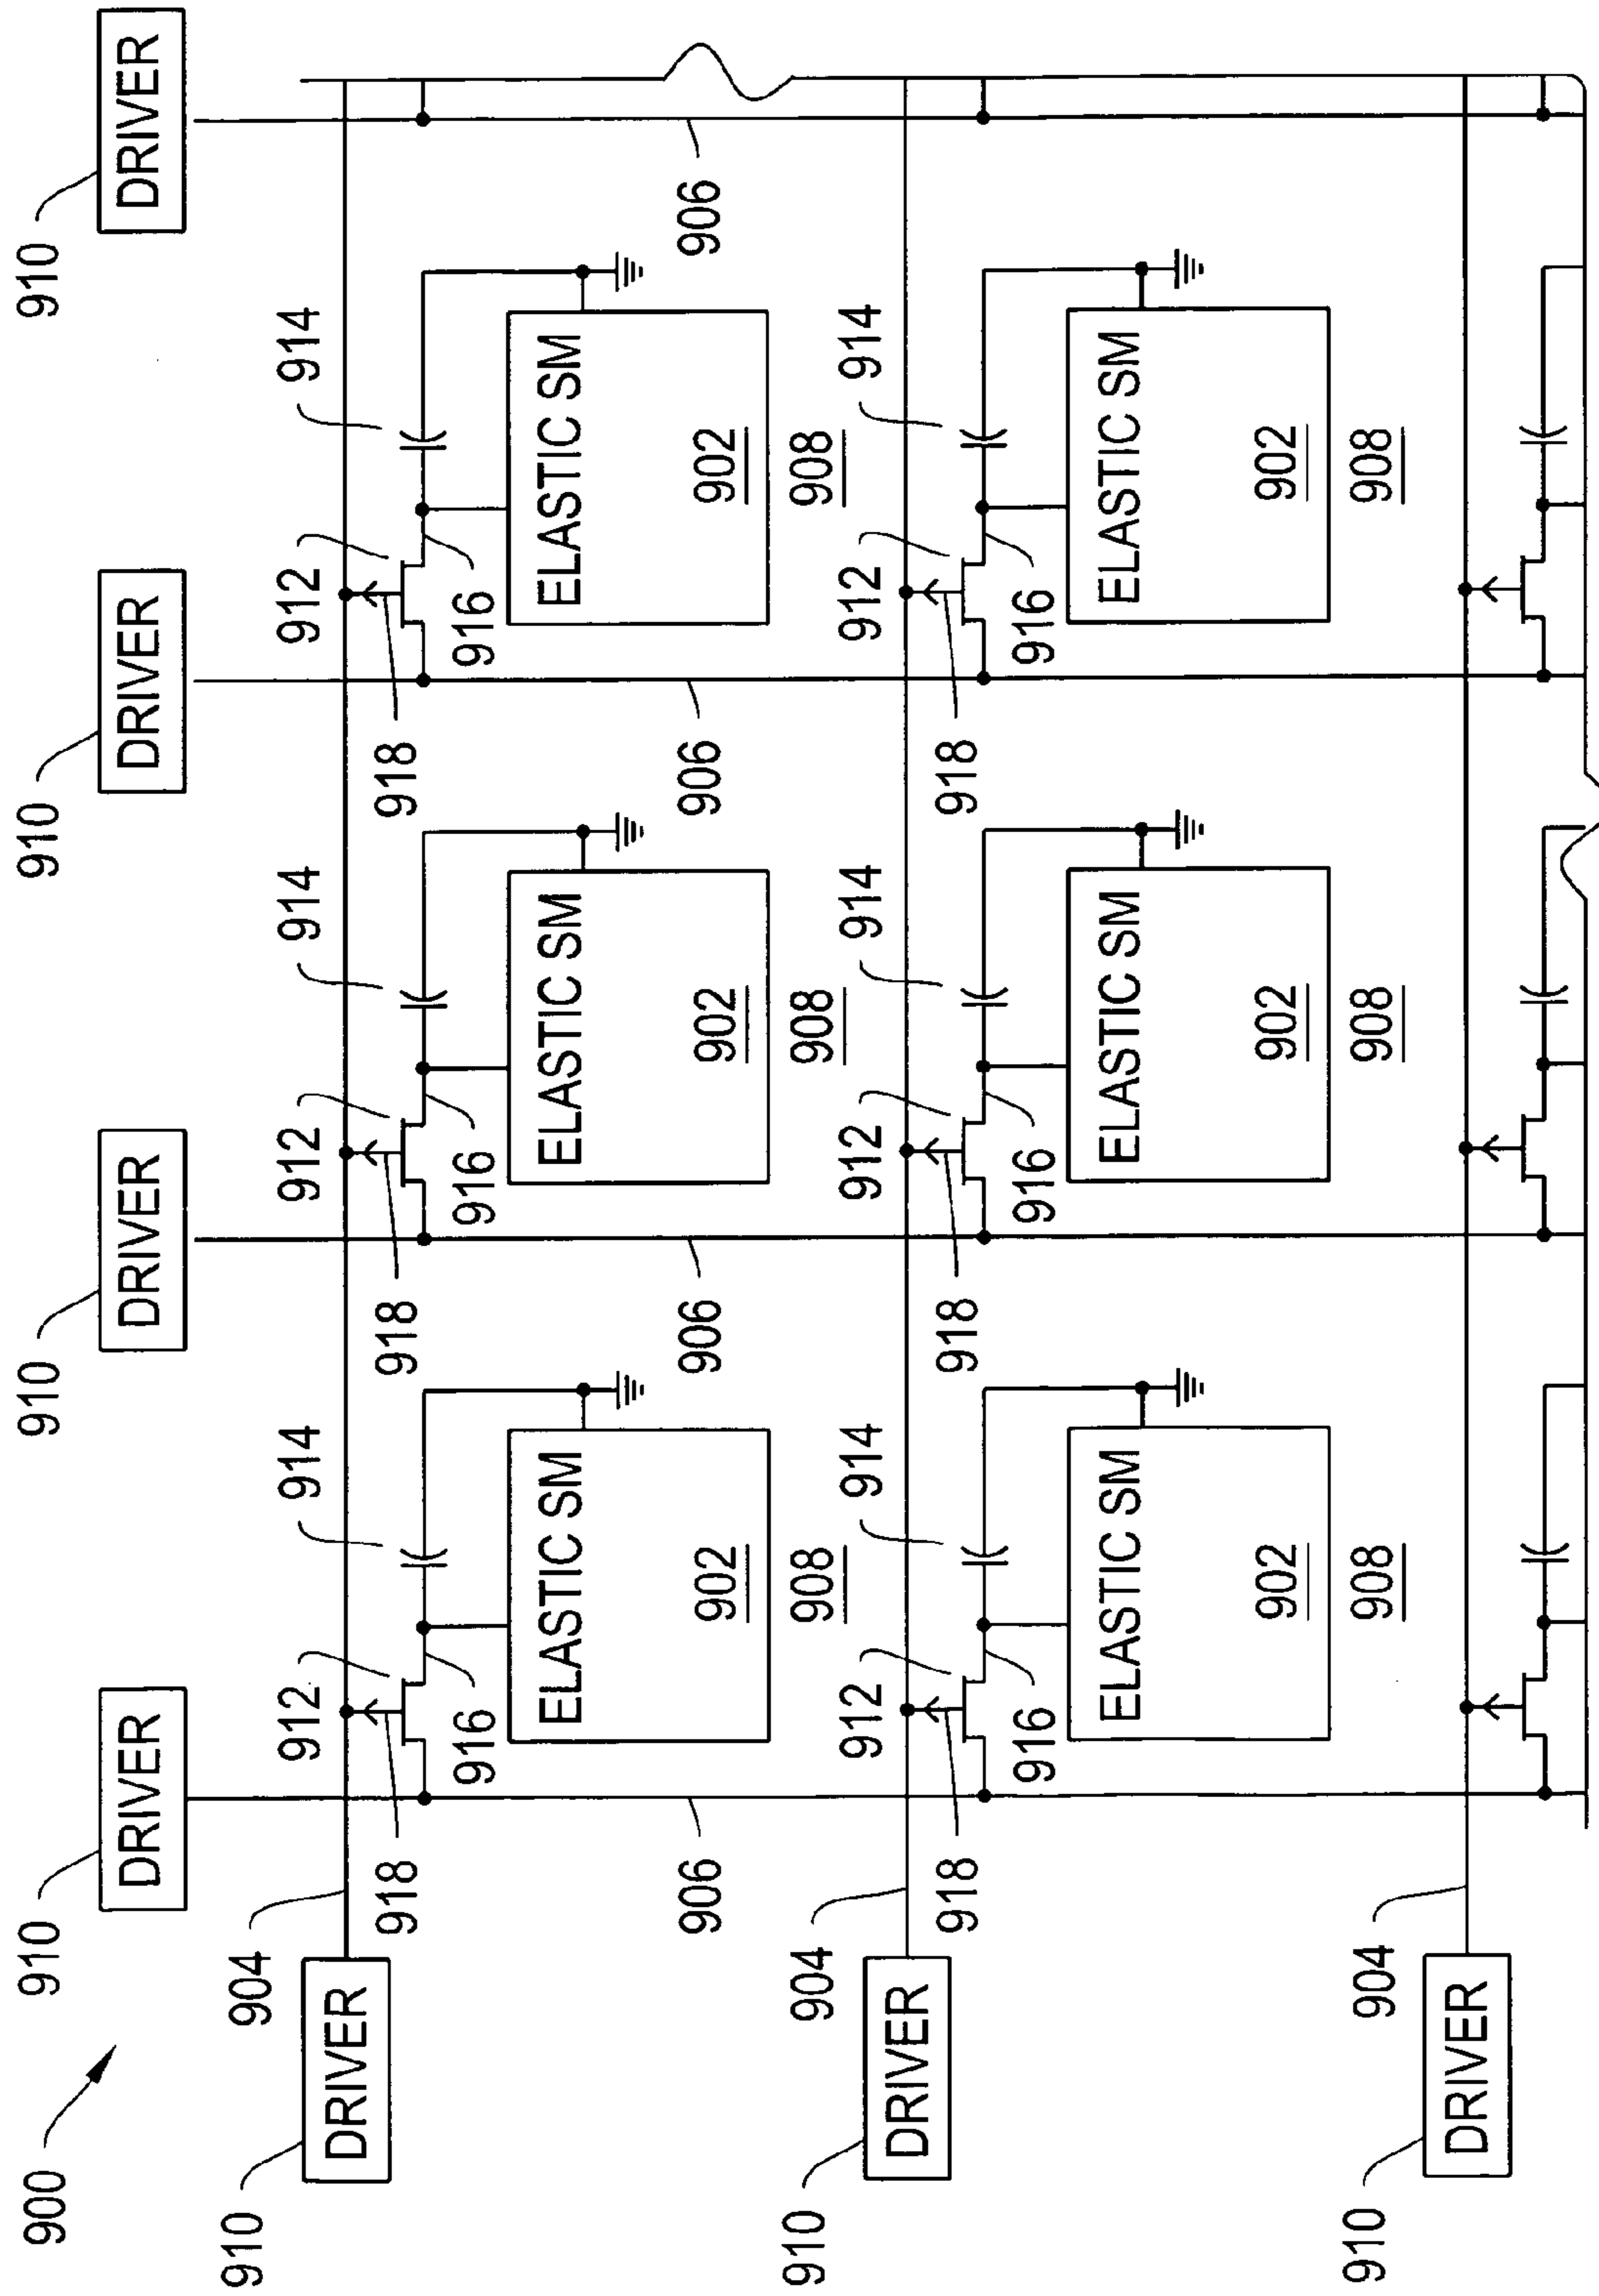 900 910 910 910 910
DRIVER DRIVER DRIVER DRIVER
910 904
912 914 912 914 912 914
DRIVER
918 918 918
916 916 916
ELASTIC SM ELASTIC SM ELASTIC SM
906 906 906 906
902 902 902
910 904 908 908 908
912 914 912 914 912 914
DRIVER
918 918 918
916 916 916
ELASTIC SM ELASTIC SM ELASTIC SM
902 902 902
910 904 908 908 908
DRIVER